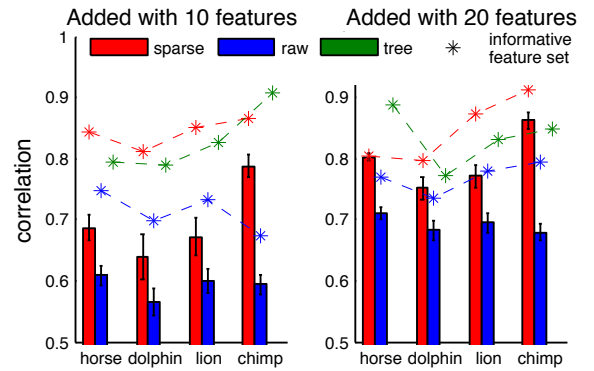 Added with 10 features Added with 20 features
1
sparse raw tree informative
feature set
0.9 0.9
0.8 0.8
correlation
0.7 0.7
0.6 0.6
0.5 0.5
horse dolphin lion chimp horse dolphin lion chimp